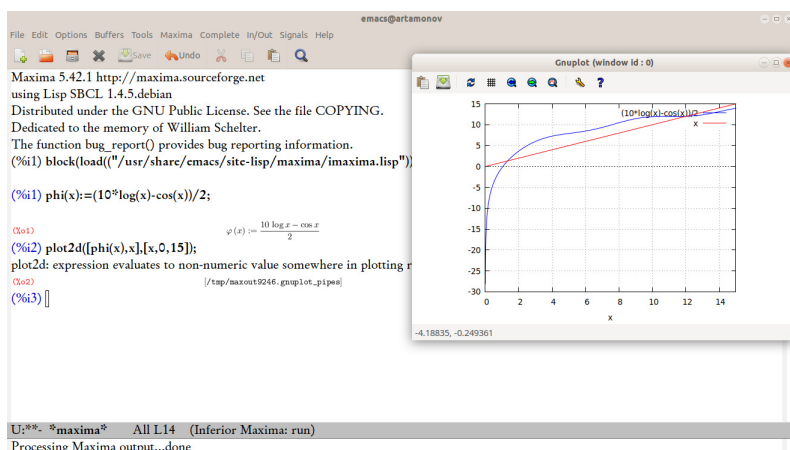 emacs@artamonov
File Edit Options Buffers Tools Maxima Complete In/Out Signals Help
Save Undo
Maxima 5.42.1 http://maxima.sourceforge.net
using Lisp SBCL 1.4.5.debian
Distributed under the GNU Public License. See the file COPYING.
Dedicated to the memory of William Schelter.
The function bug_report() provides bug reporting information.
(%i1) block(load(("/usr/share/emacs/site-lisp/maxima/imaxima.lisp"))
(%i1) phi(x):=(10*log(x)-cos(x))/2;
(%o1) φ (x) := 10 log x − cos x / 2
(%i2) plot2d([phi(x),x],[x,0,15]);
plot2d: expression evaluates to non-numeric value somewhere in plotting r
(%o2) [/tmp/maxout9246.gnuplot_pipes]
(%i3)
Gnuplot (window id : 0)
(10*log(x)-cos(x))/2
x
15
10
5
0
-5
-10
-15
-20
-25
-30
0 2 4 6 8 10 12 14
x
-4.18835, -0.249361
U:**- *maxima* All L14 (Inferior Maxima: run)
Processing Maxima output...done